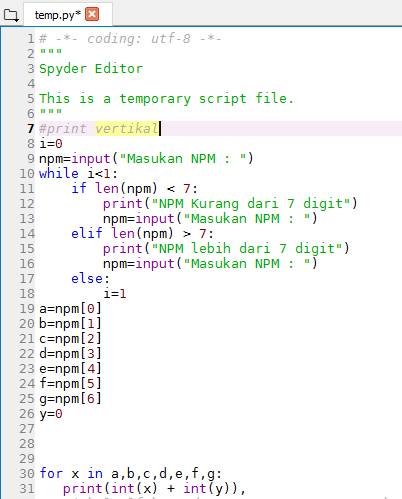 temp.py*
1 # -*- coding: utf-8 -*-
2 """
3 Spyder Editor
4
5 This is a temporary script file.
6 """
7 #print vertikal
8 i=0
9 npm=input("Masukan NPM : ")
10 while i<1:
11     if len(npm) < 7:
12         print("NPM Kurang dari 7 digit")
13         npm=input("Masukan NPM : ")
14     elif len(npm) > 7:
15         print("NPM lebih dari 7 digit")
16         npm=input("Masukan NPM : ")
17     else:
18         i=1
19 a=npm[0]
20 b=npm[1]
21 c=npm[2]
22 d=npm[3]
23 e=npm[4]
24 f=npm[5]
25 g=npm[6]
26 y=0
27
28
29
30 for x in a,b,c,d,e,f,g:
31    print(int(x) + int(y)),